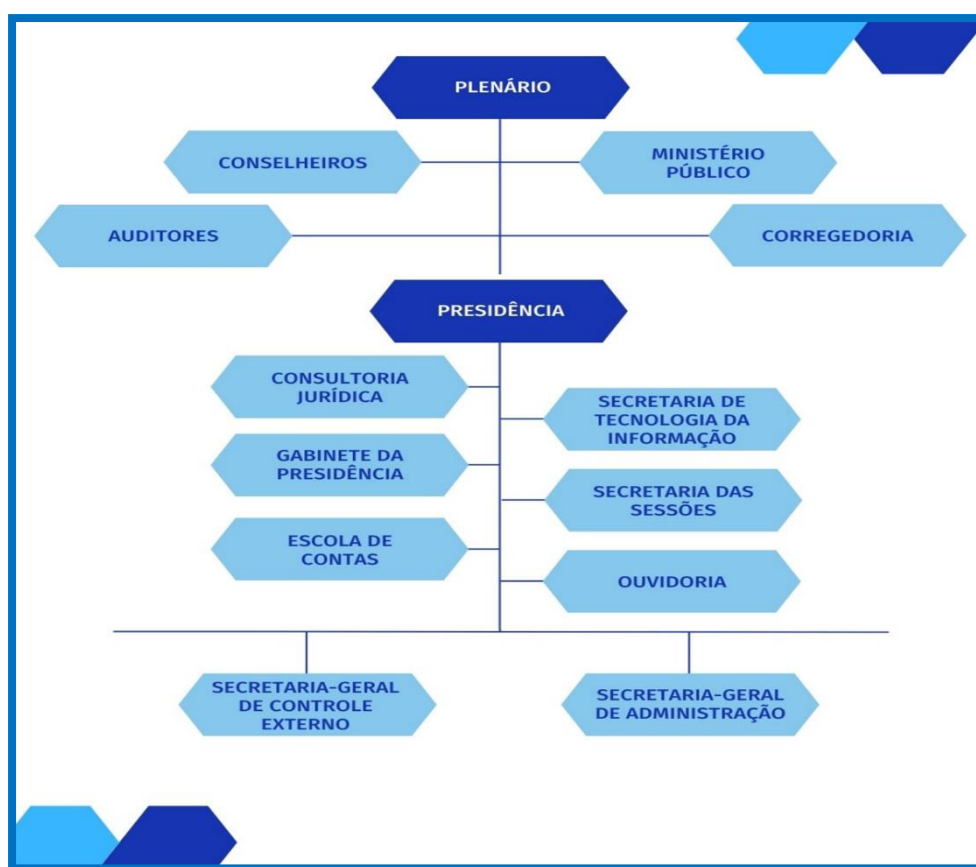 PLENÁRIO
CONSELHEIROS
MINISTÉRIO
PÚBLICO
AUDITORES
CORREGEDORIA
PRESIDÊNCIA
CONSULTORIA
JURÍDICA
SECRETARIA DE
TECNOLOGIA DA
INFORMAÇÃO
GABINETE DA
PRESIDÊNCIA
SECRETARIA DAS
SESSÕES
ESCOLA DE
CONTAS
OUVIDORIA
SECRETARIA-GERAL
DE CONTROLE
EXTERNO
SECRETARIA-GERAL
DE ADMINISTRAÇÃO